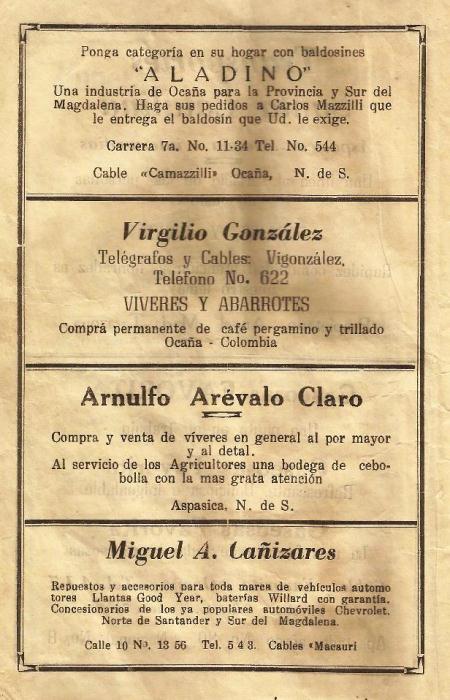 Ponga categoría en su hogar con baldosines
"ALADINO"
Una industria de Ocaña para la Provincia y Sur del
Magdalena. Haga sus pedidos a Carlos Mazzilli que
le entrega el baldosín que Ud. le exige.
Carrera 7a. No. 11-34 Tel. No. 544
Cable «Camazzilli» Ocaña, N. de S.
Virgilio González
Telégrafos y Cables: Vigonzález.
Teléfono No. 622
VIVERES Y ABARROTES
Comprá permanente de café pergamino y trillado
Ocaña - Colombia
Arnulfo Arévalo Claro
Compra y venta de víveres en general al por mayor
y al detal.
Al servicio de los Agricultores una bodega de cebo-
bolla con la mas grata atención
Aspasica, N. de S.
Miguel A. Cañizares
Repuestos y accesorios para toda marca de vehículos automo
tores Llantas Good Year, baterías Willard con garantía.
Concesionarios de los ya populares automóviles Chevrolet.
Norte de Santander y Sur del Magdalena.
Calle 10 No. 13 56 Tel. 543. Cables «Macauri